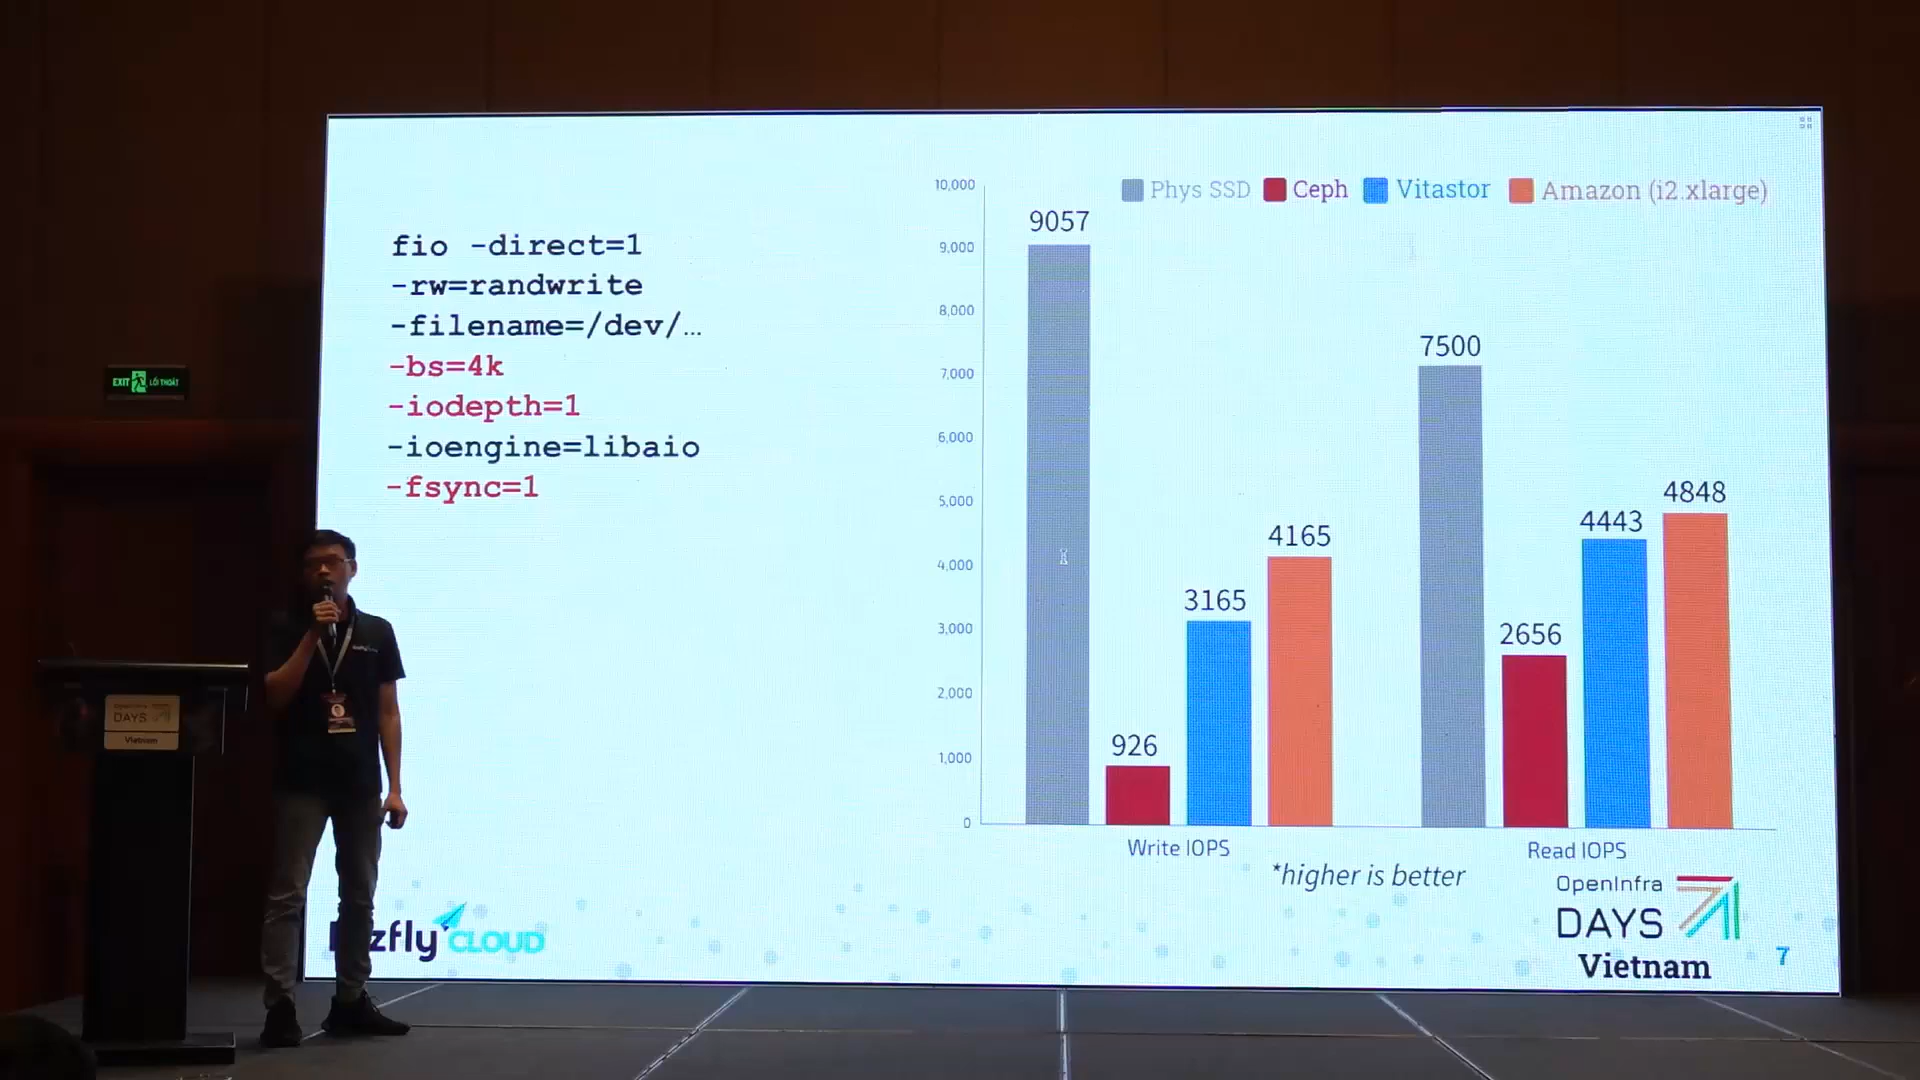 fio -direct=1
-rw=randwrite
-filename=/dev/…
-bs=4k
-iodepth=1
-ioengine=libaio
-fsync=1
Phys SSD Ceph Vitastor Amazon (i2.xlarge)
10,000
9,000
8,000
7,000
6,000
5,000
4,000
3,000
2,000
1,000
0
9057
926
3165
4165
7500
2656
4443
4848
Write IOPS
Read IOPS
*higher is better
zfly CLOUD
OpenInfra
DAYS
Vietnam
7
EXIT LỐI THOÁT
OpenInfra
DAYS
Vietnam